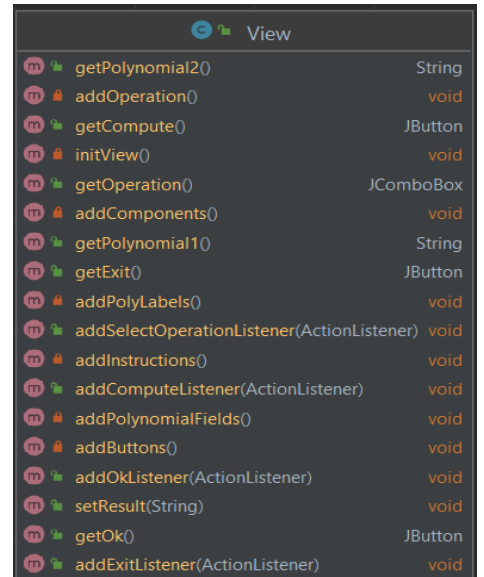 C View
m getPolynomial2() String
m addOperation() void
m getCompute() JButton
m initView() void
m getOperation() JComboBox
m addComponents() void
m getPolynomial1() String
m getExit() JButton
m addPolyLabels() void
m addSelectOperationListener(ActionListener) void
m addInstructions() void
m addComputeListener(ActionListener) void
m addPolynomialFields() void
m addButtons() void
m addOkListener(ActionListener) void
m setResult(String) void
m getOk() JButton
m addExitListener(ActionListener) void